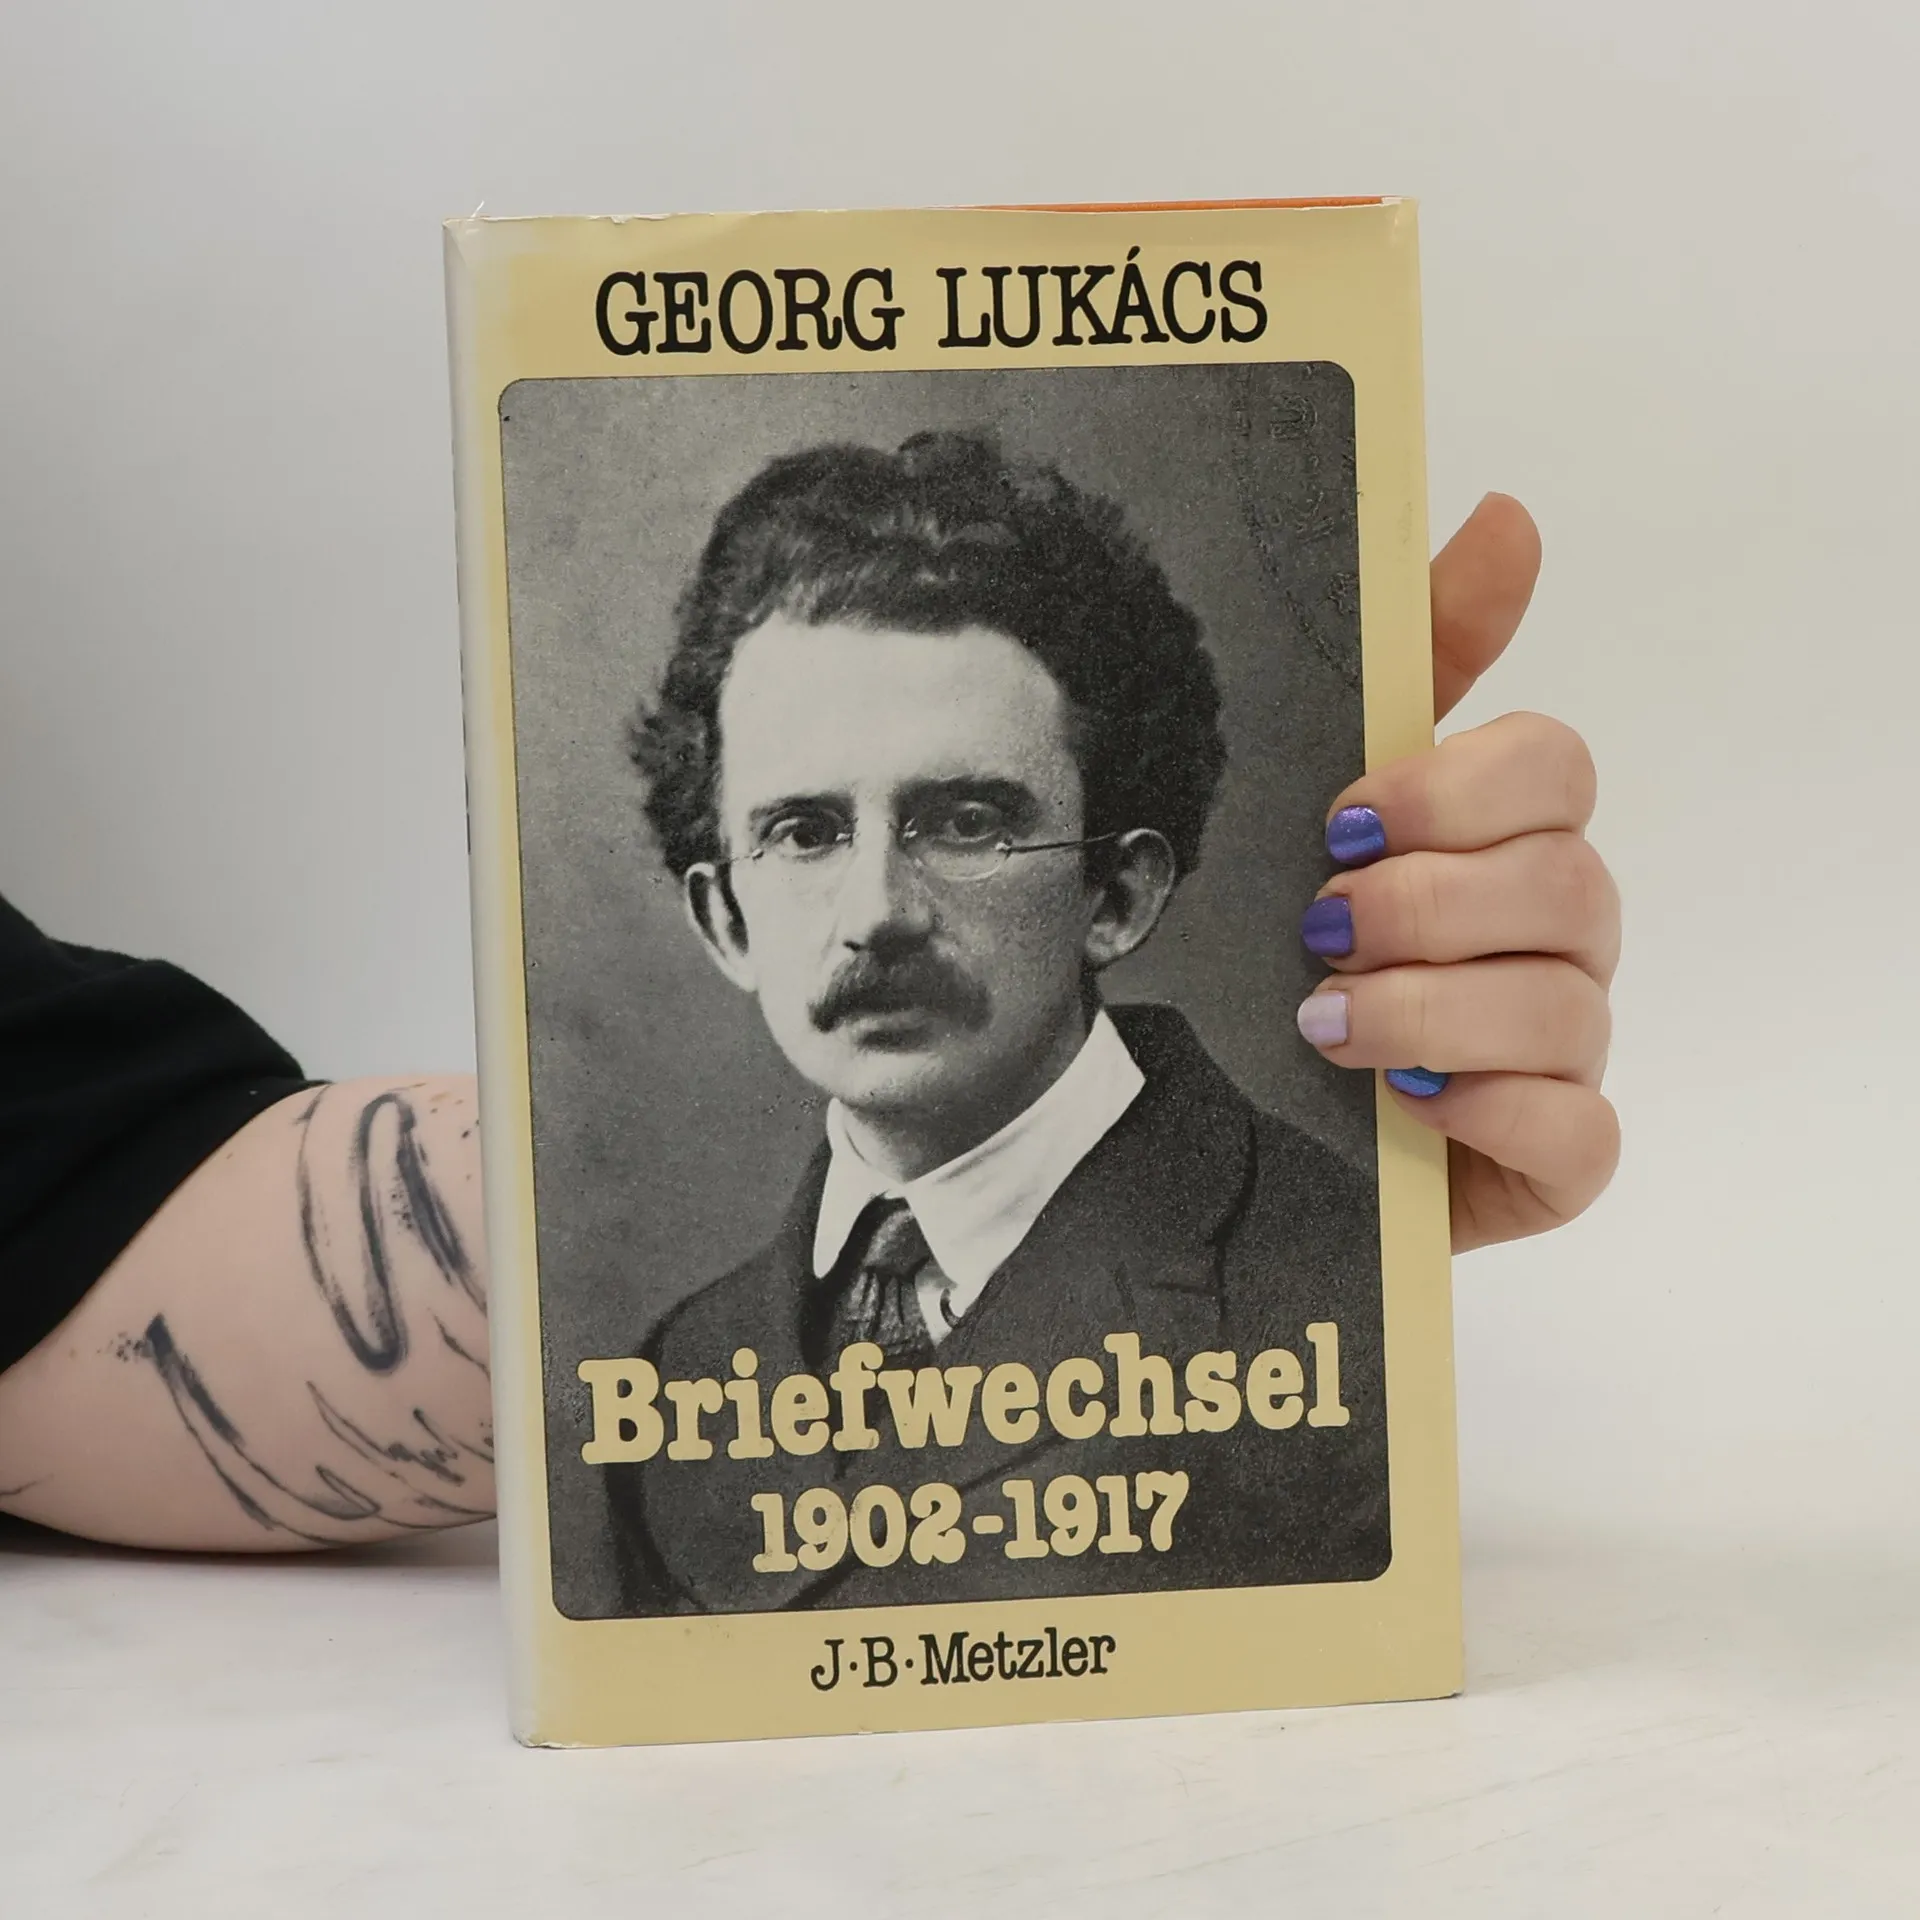 GEORG LUKÁCS
Briefwechsel
1902-1917
J·B·Metzler